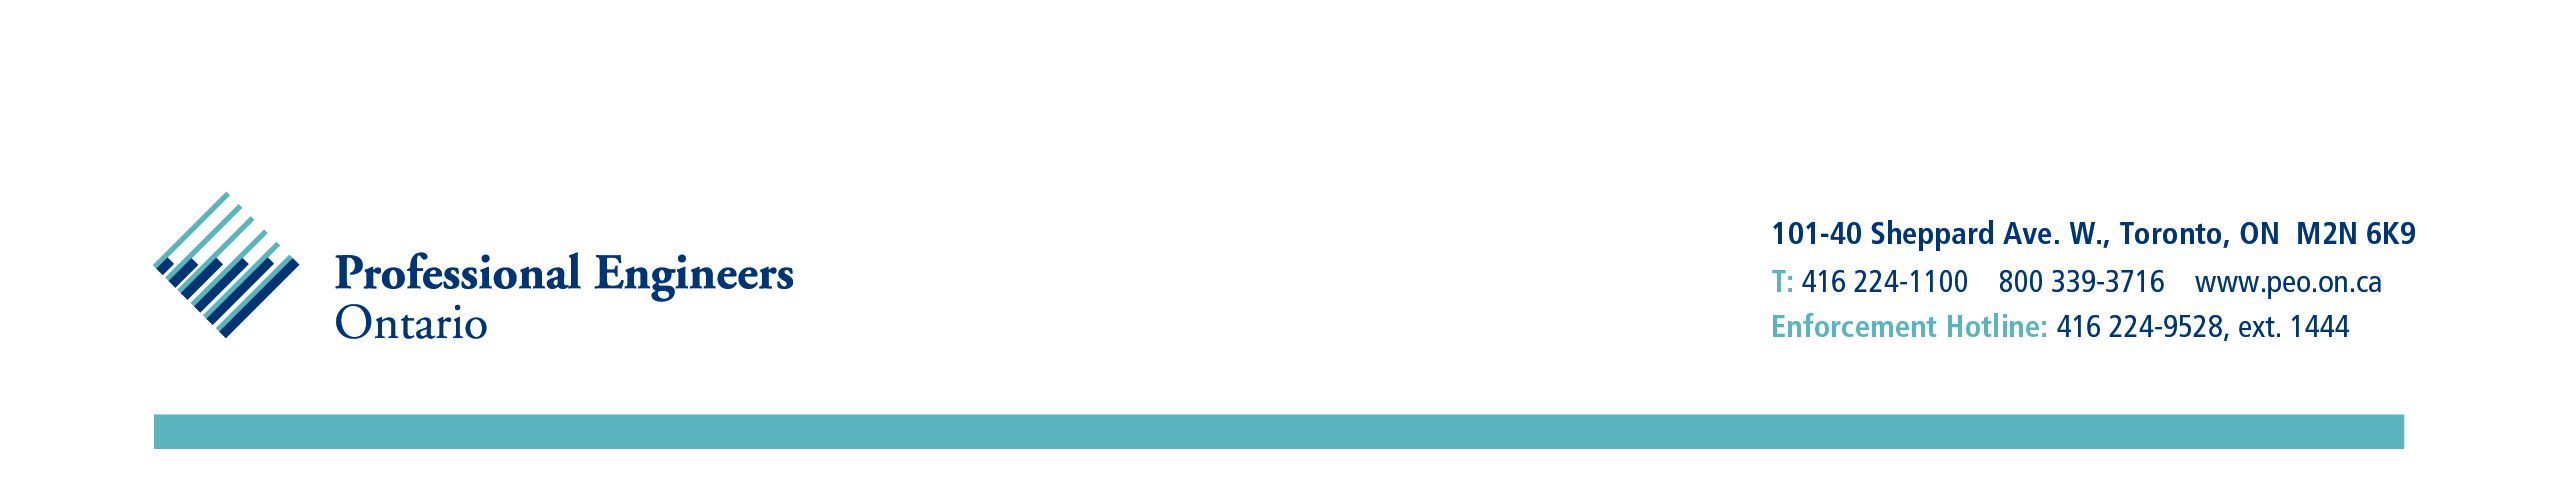 Professional Engineers
Ontario
101-40 Sheppard Ave. W., Toronto, ON  M2N 6K9
T: 416 224-1100    800 339-3716    www.peo.on.ca
Enforcement Hotline: 416 224-9528, ext. 1444